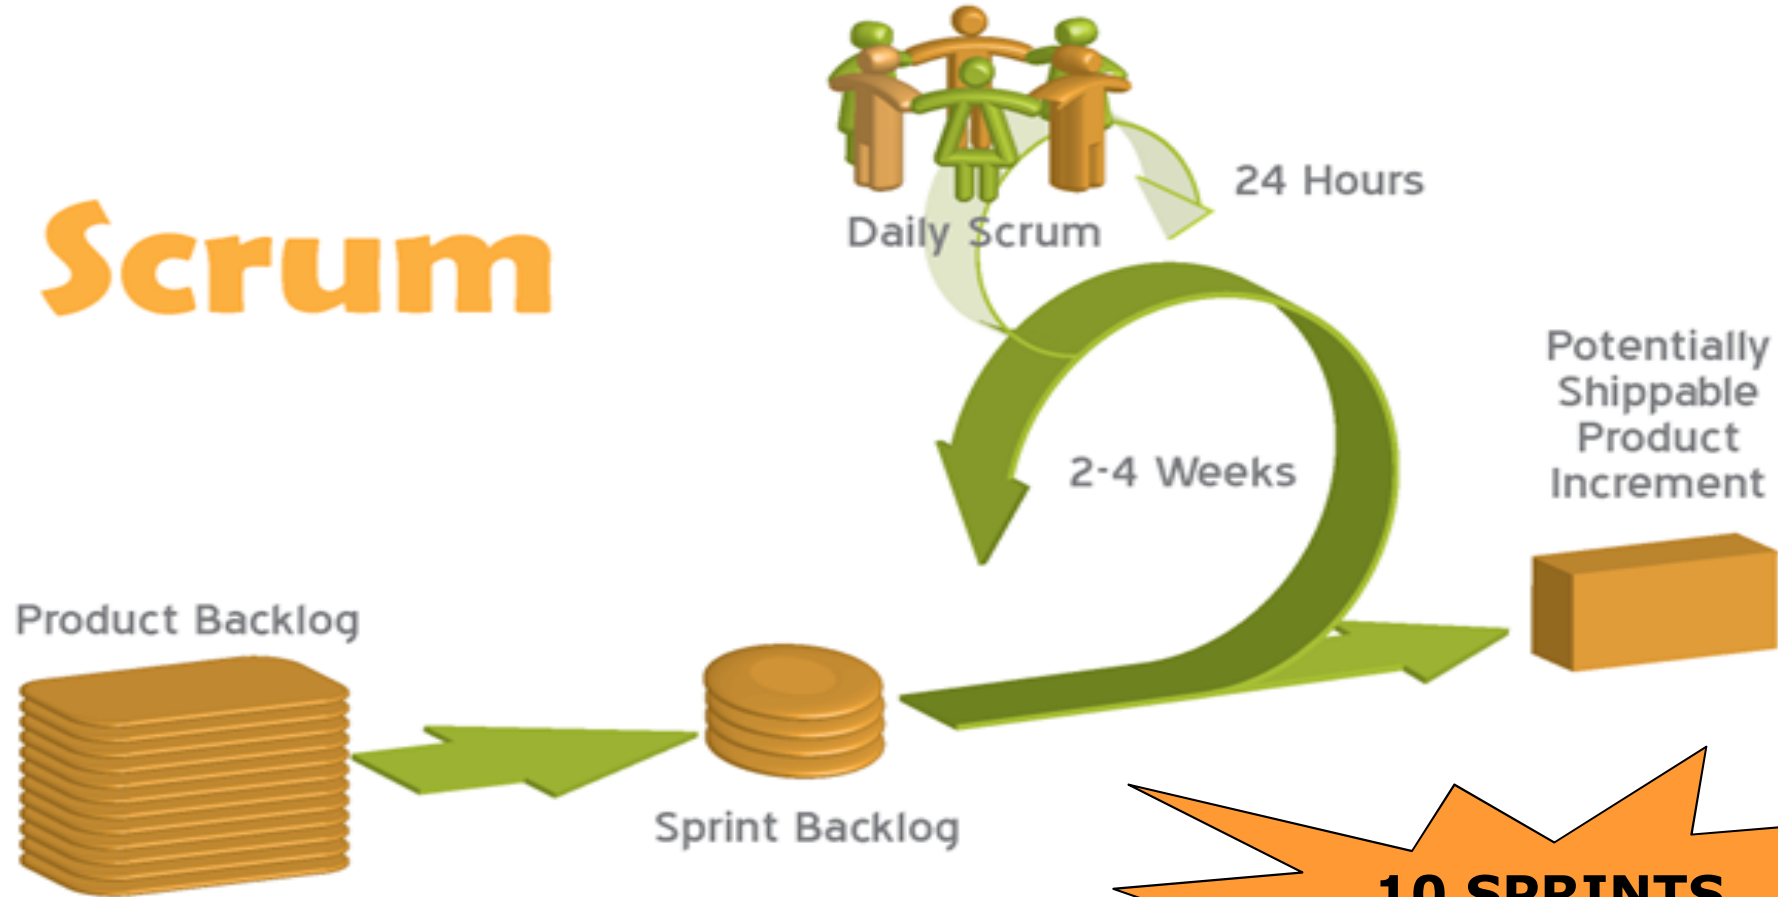 Scrum
Daily Scrum
24 Hours
2-4 Weeks
Potentially
Shippable
Product
Increment
Product Backlog
Sprint Backlog
10 SPRINTS